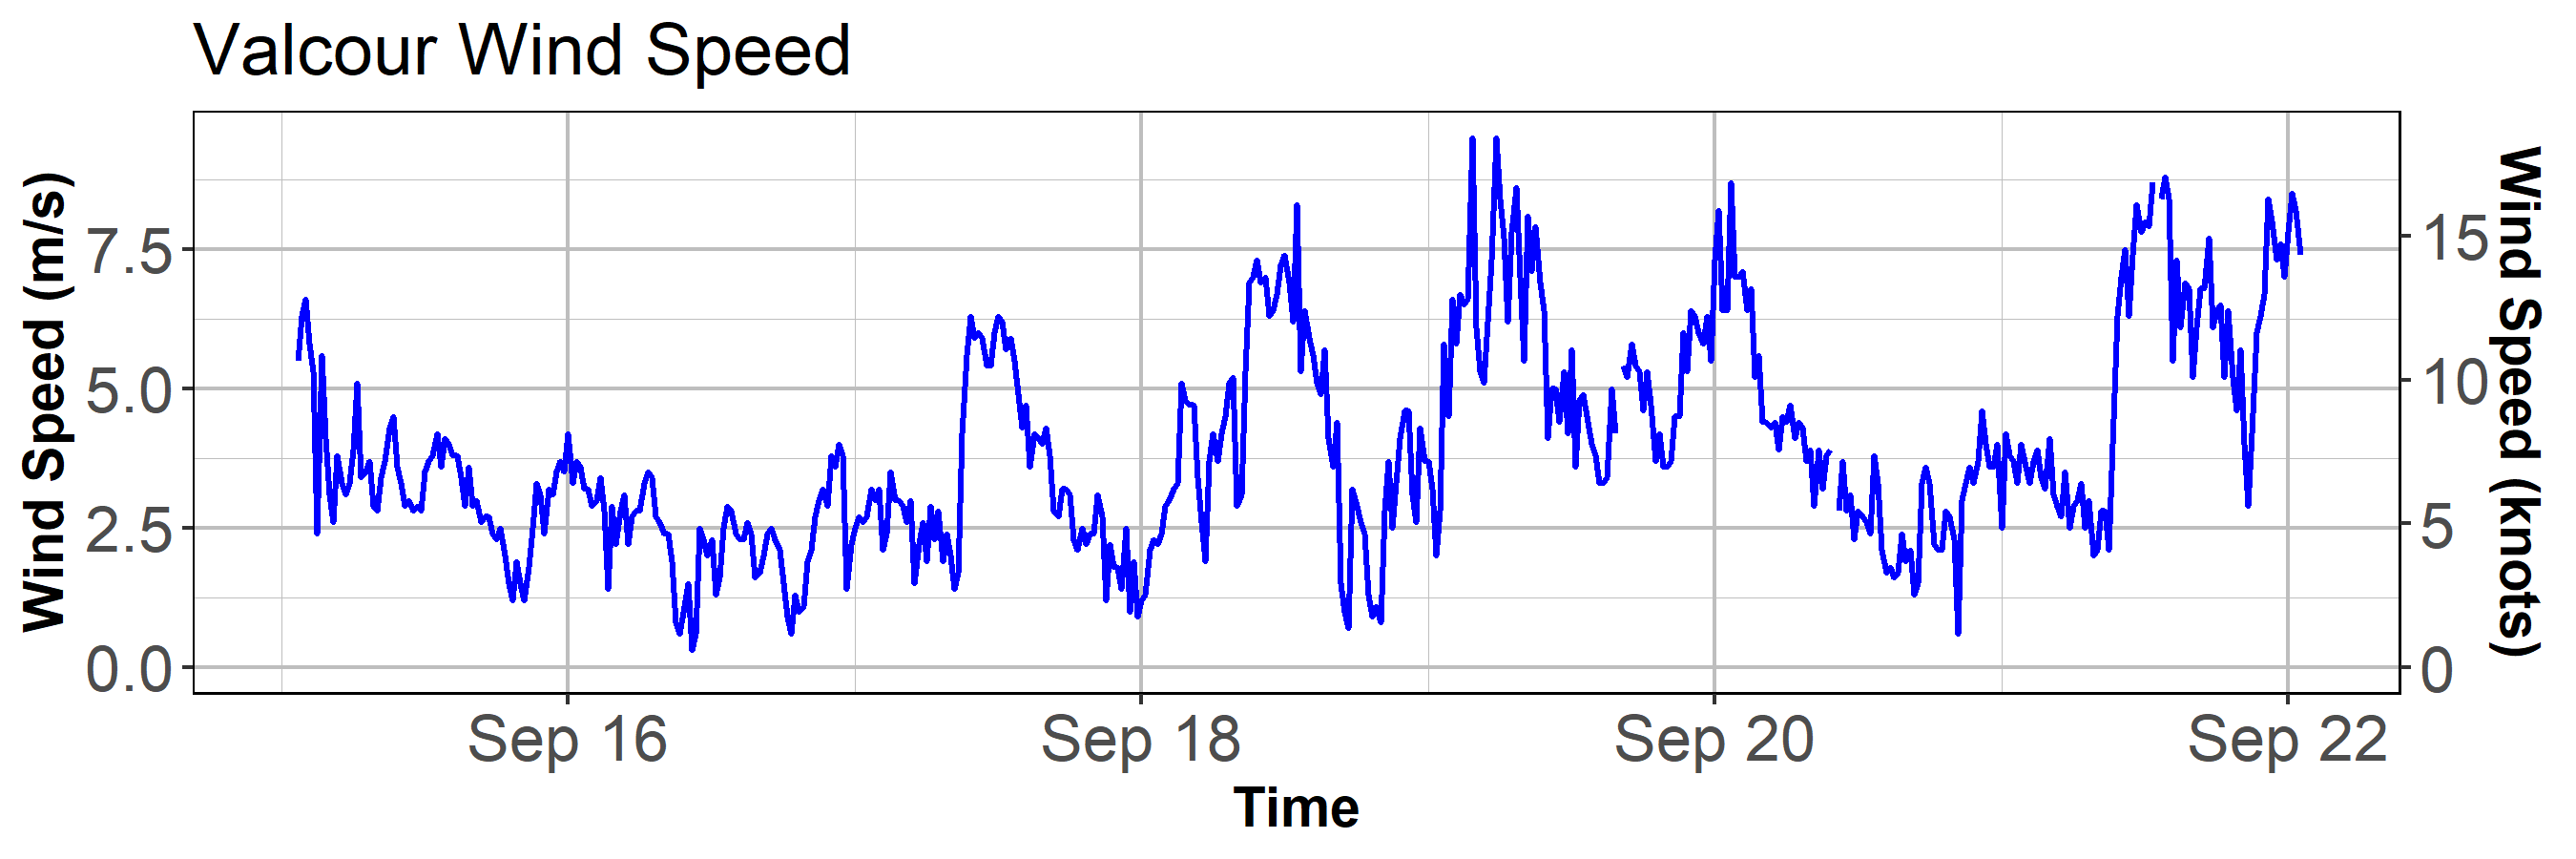 Valcour Wind Speed
Wind Speed (m/s)
7.5
5.0
2.5
0.0
15
10
5
0
Wind Speed (knots)
Sep 16
Sep 18
Sep 20
Sep 22
Time